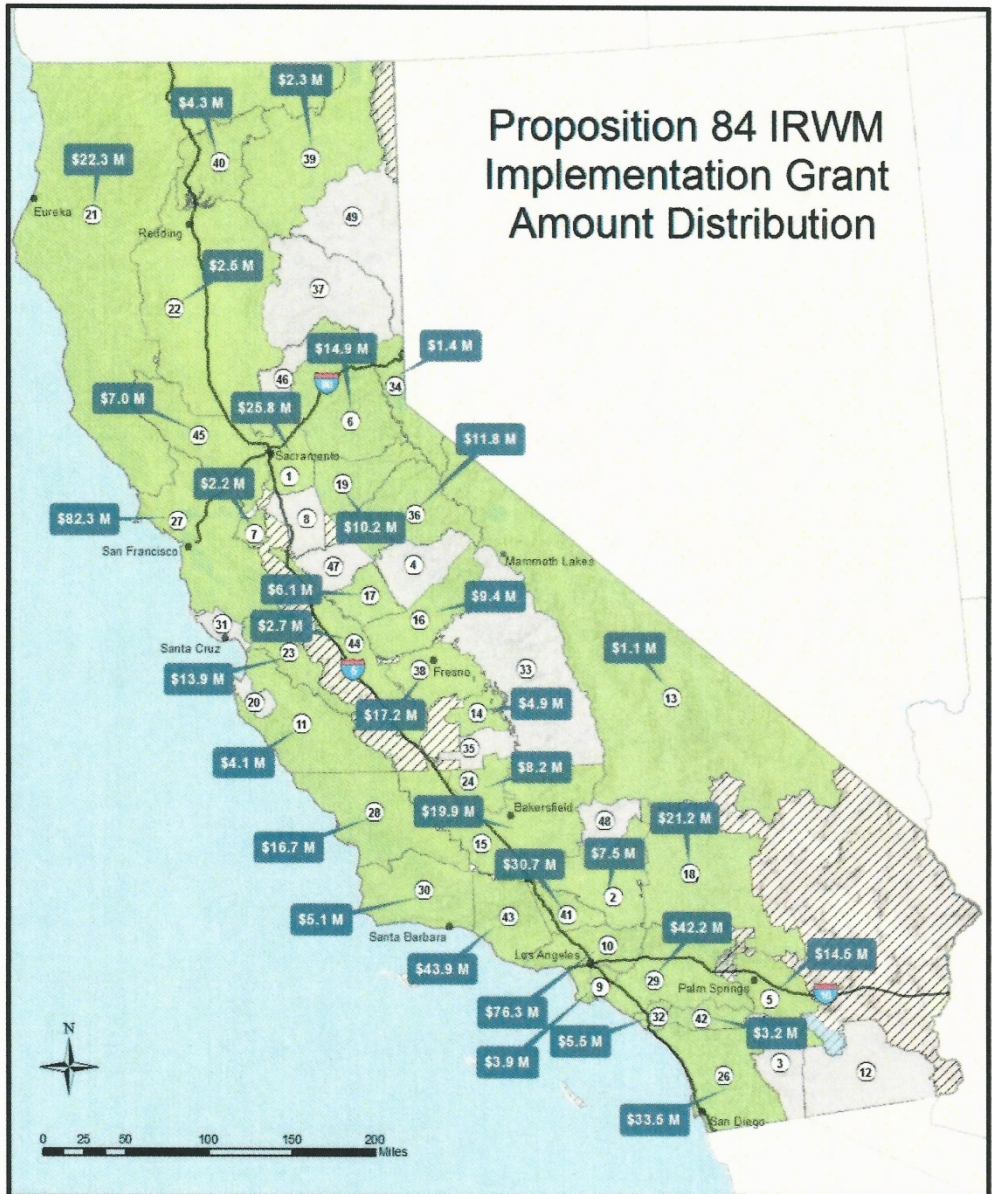 Proposition 84 IRWM
Implementation Grant
Amount Distribution
$2.3 M
$4.3 M
39
40
$22.3 M
21
Eureka
49
Redding
$2.5 M
37
22
$14.9 M
$1.4 M
46
80
34
$7.0 M
$25.8 M
6
45
$11.8 M
Sacramento
1
19
$2.2 M
36
$82.3 M
27
8
7
$10.2 M
San Francisco
Mammoth Lakes
47
4
$6.1 M
17
$9.4 M
16
31
$2.7 M
44
Santa Cruz
23
5
38
Fresno
33
$1.1 M
13
$13.9 M
20
11
$17.2 M
14
$4.9 M
35
$4.1 M
24
$8.2 M
28
$19.9 M
Bakersfield
48
$21.2 M
$16.7 M
15
$30.7 M
$7.5 M
18
30
2
$5.1 M
43
41
Santa Barbara
$42.2 M
10
Los Angeles
$43.9 M
29
$14.5 M
Palm Springs
5
10
9
$76.3 M
32
42
$5.5 M
$3.2 M
$3.9 M
3
12
26
$33.5 M
San Diego
N
0 25 50 100 150 200
Miles